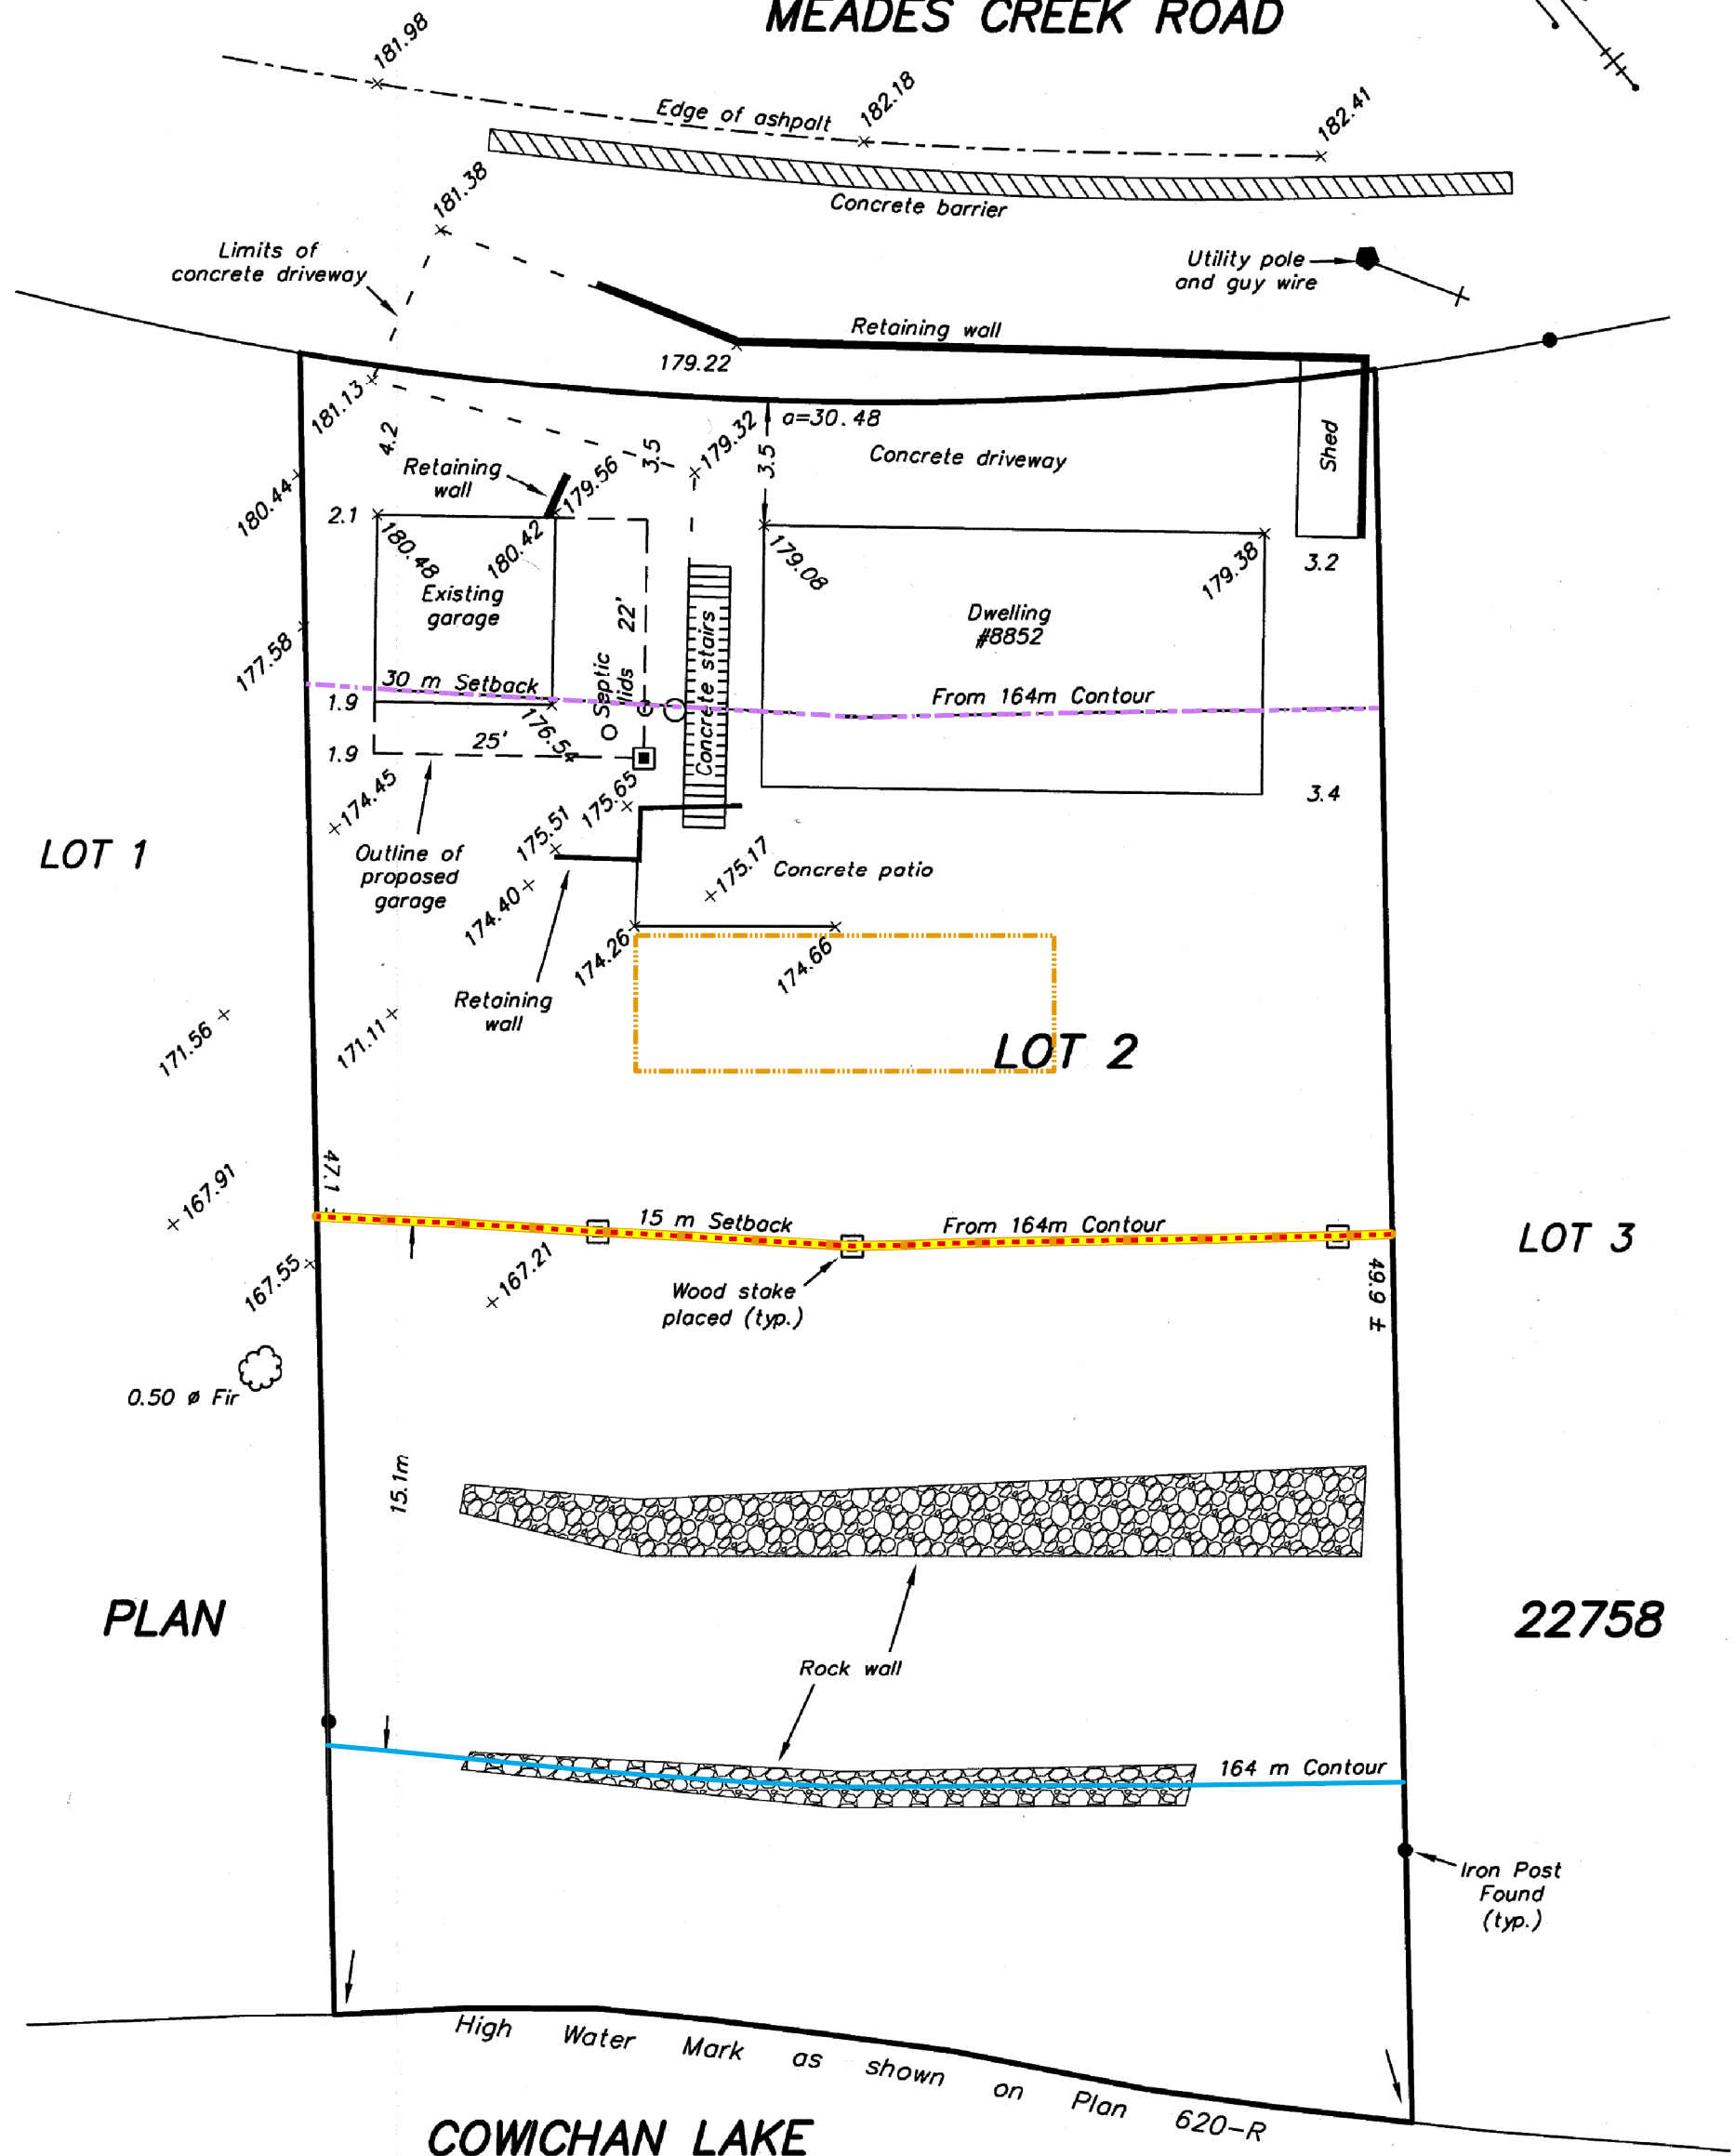 MEADES CREEK ROAD
181.98
182.18
182.41
Edge of ashpalt
181.38
Concrete barrier
Limits of
concrete driveway
Utility pole
and guy wire
Retaining wall
179.22
181.13
4.2
3.5
179.32
a=30.48
3.5
Concrete driveway
Shed
Retaining
wall
179.56
180.44
2.1
180.48
180.42
179.08
179.38
3.2
Existing
garage
22'
Dwelling
#8852
177.58
Septic
lids
Concrete stairs
30 m Setback
From 164m Contour
1.9
176.54
25'
1.9
174.45
175.65
3.4
175.51
LOT 1
Outline of
proposed
garage
175.17
Concrete patio
174.40
174.26
174.66
Retaining
wall
171.56
171.11
LOT 2
47.1 ±
167.91
15 m Setback
From 164m Contour
LOT 3
167.55
167.21
Wood stake
placed (typ.)
49.9 ±
0.50 ø Fir
15.1m
PLAN
22758
Rock wall
164 m Contour
Iron Post
Found
(typ.)
High Water Mark as shown on Plan 620-R
COWICHAN LAKE